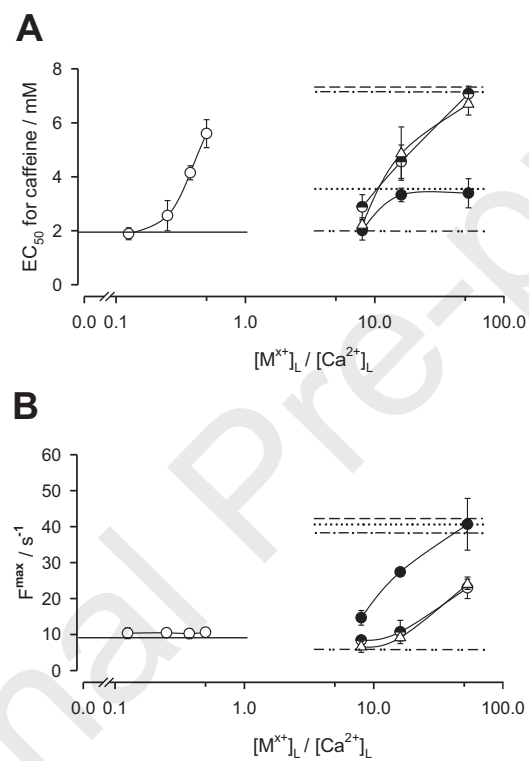 A
EC₅₀ for caffeine / mM
8
6
4
2
0
0.0 0.1 1.0 10.0 100.0
[Mˣ⁺]L / [Ca²⁺]L
B
Fᵐᵃˣ / s⁻¹
60
50
40
30
20
10
0
0.0 0.1 1.0 10.0 100.0
[Mˣ⁺]L / [Ca²⁺]L
nal Pre-p